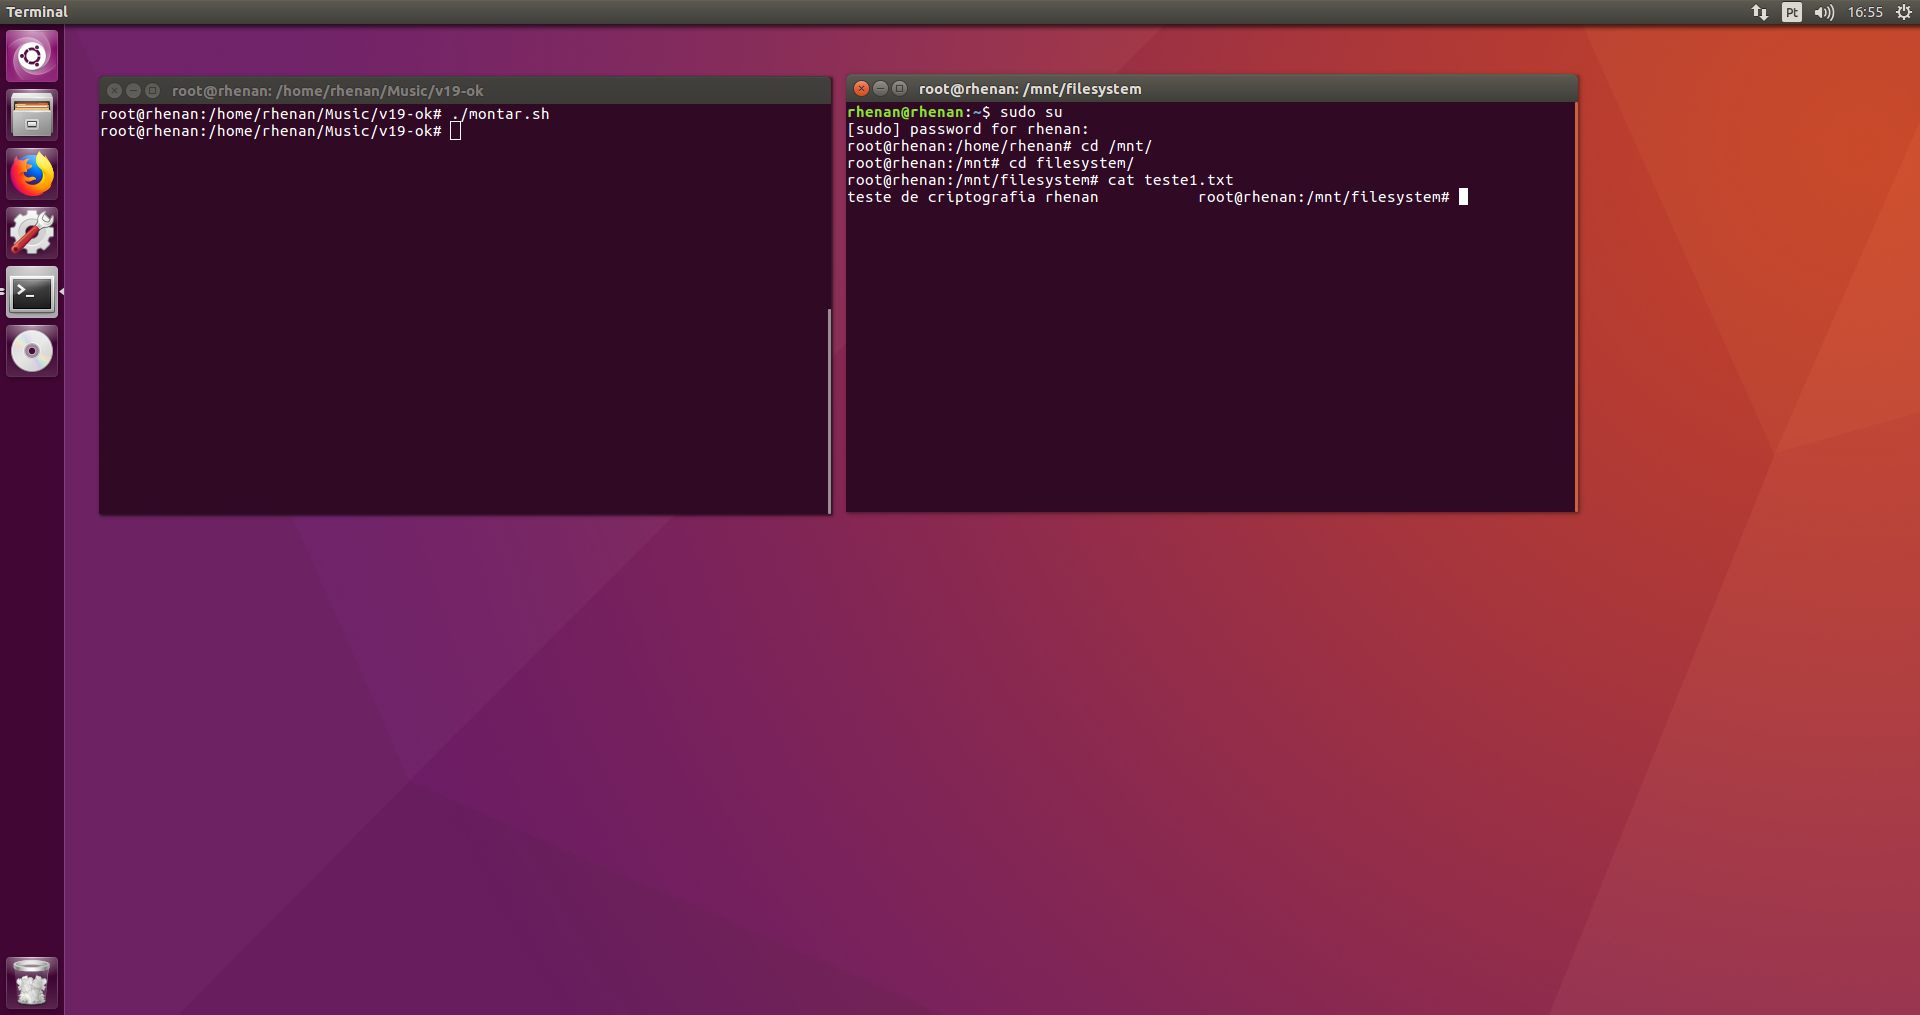 Terminal
Pt
16:55
root@rhenan: /home/rhenan/Music/v19-ok
root@rhenan:/home/rhenan/Music/v19-ok# ./montar.sh
root@rhenan:/home/rhenan/Music/v19-ok#
root@rhenan: /mnt/filesystem
rhenan@rhenan:~$ sudo su
[sudo] password for rhenan:
root@rhenan:/home/rhenan# cd /mnt/
root@rhenan:/mnt# cd filesystem/
root@rhenan:/mnt/filesystem# cat teste1.txt
teste de criptografia rhenan           root@rhenan:/mnt/filesystem#